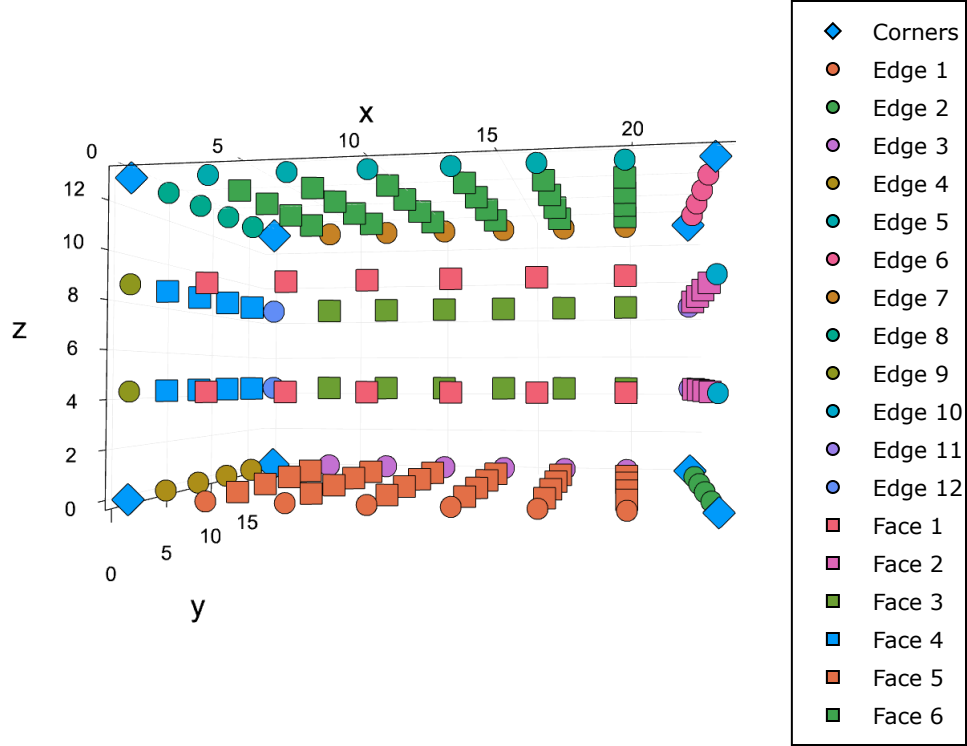 x
0
5
10
15
20
12
10
8
z
6
4
2
0
0
5
10
15
y
Corners
Edge 1
Edge 2
Edge 3
Edge 4
Edge 5
Edge 6
Edge 7
Edge 8
Edge 9
Edge 10
Edge 11
Edge 12
Face 1
Face 2
Face 3
Face 4
Face 5
Face 6